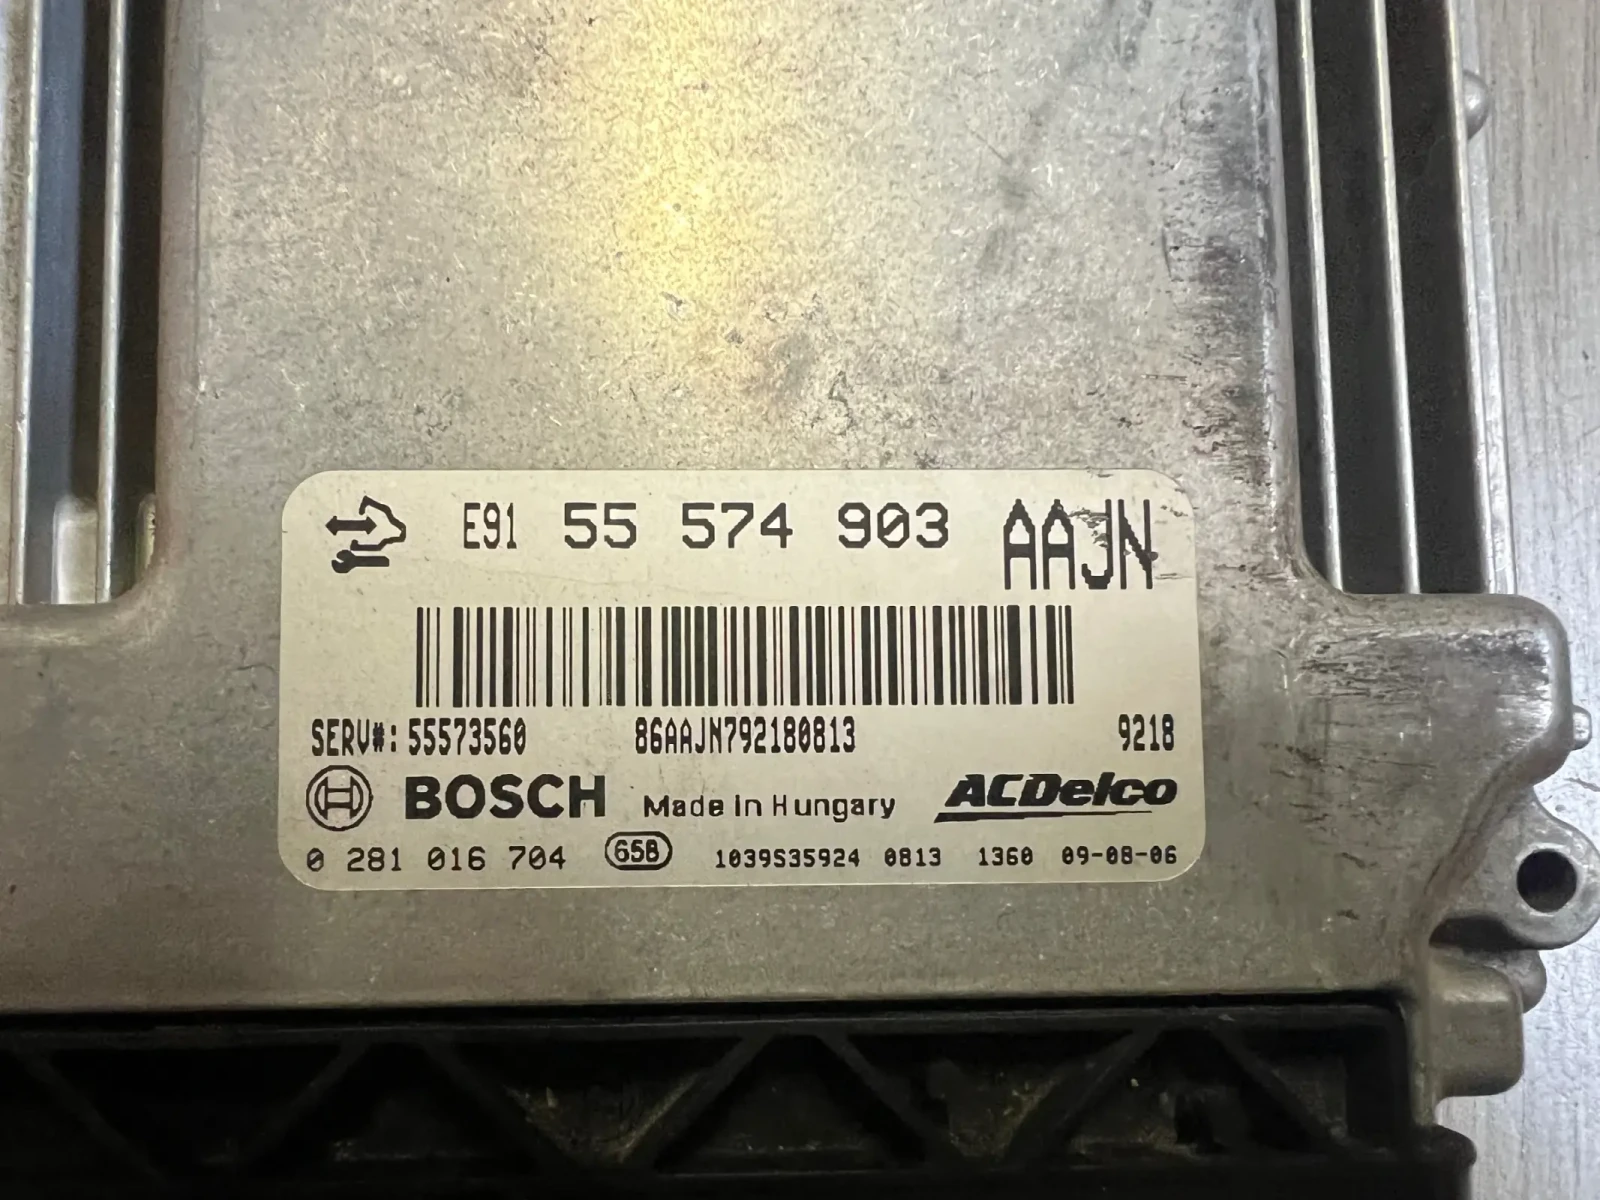 E91 55 574 903 AAJN
SERV#: 55573560 86AAJN792180813 9218
BOSCH Made in Hungary ACDelco
0 281 016 704 65B 1039S35924 0813 1360 09-08-06